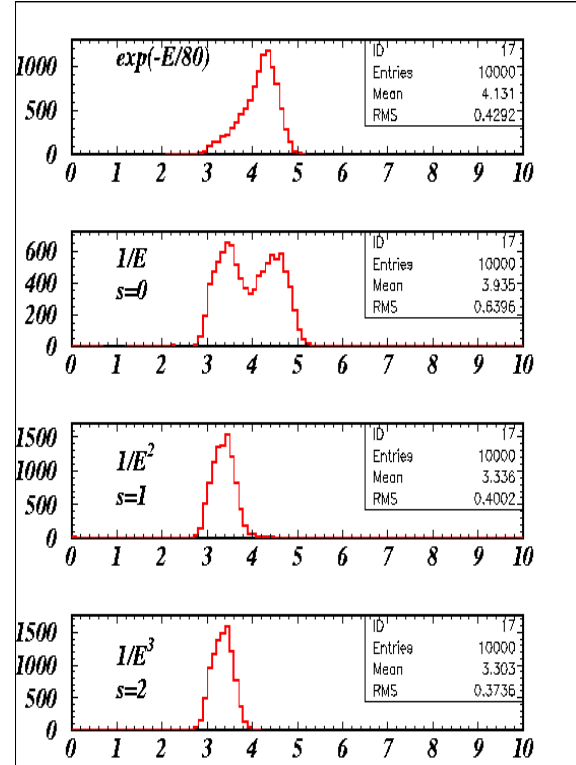 exp(-E/80)
ID 17
Entries 10000
Mean 4.131
RMS 0.4292
1000
500
0
0 1 2 3 4 5 6 7 8 9 10
1/E
s=0
ID 17
Entries 10000
Mean 3.935
RMS 0.6396
600
400
200
0
0 1 2 3 4 5 6 7 8 9 10
1/E²
s=1
ID 17
Entries 10000
Mean 3.336
RMS 0.4002
1500
1000
500
0
0 1 2 3 4 5 6 7 8 9 10
1/E³
s=2
ID 17
Entries 10000
Mean 3.303
RMS 0.3736
1500
1000
500
0
0 1 2 3 4 5 6 7 8 9 10